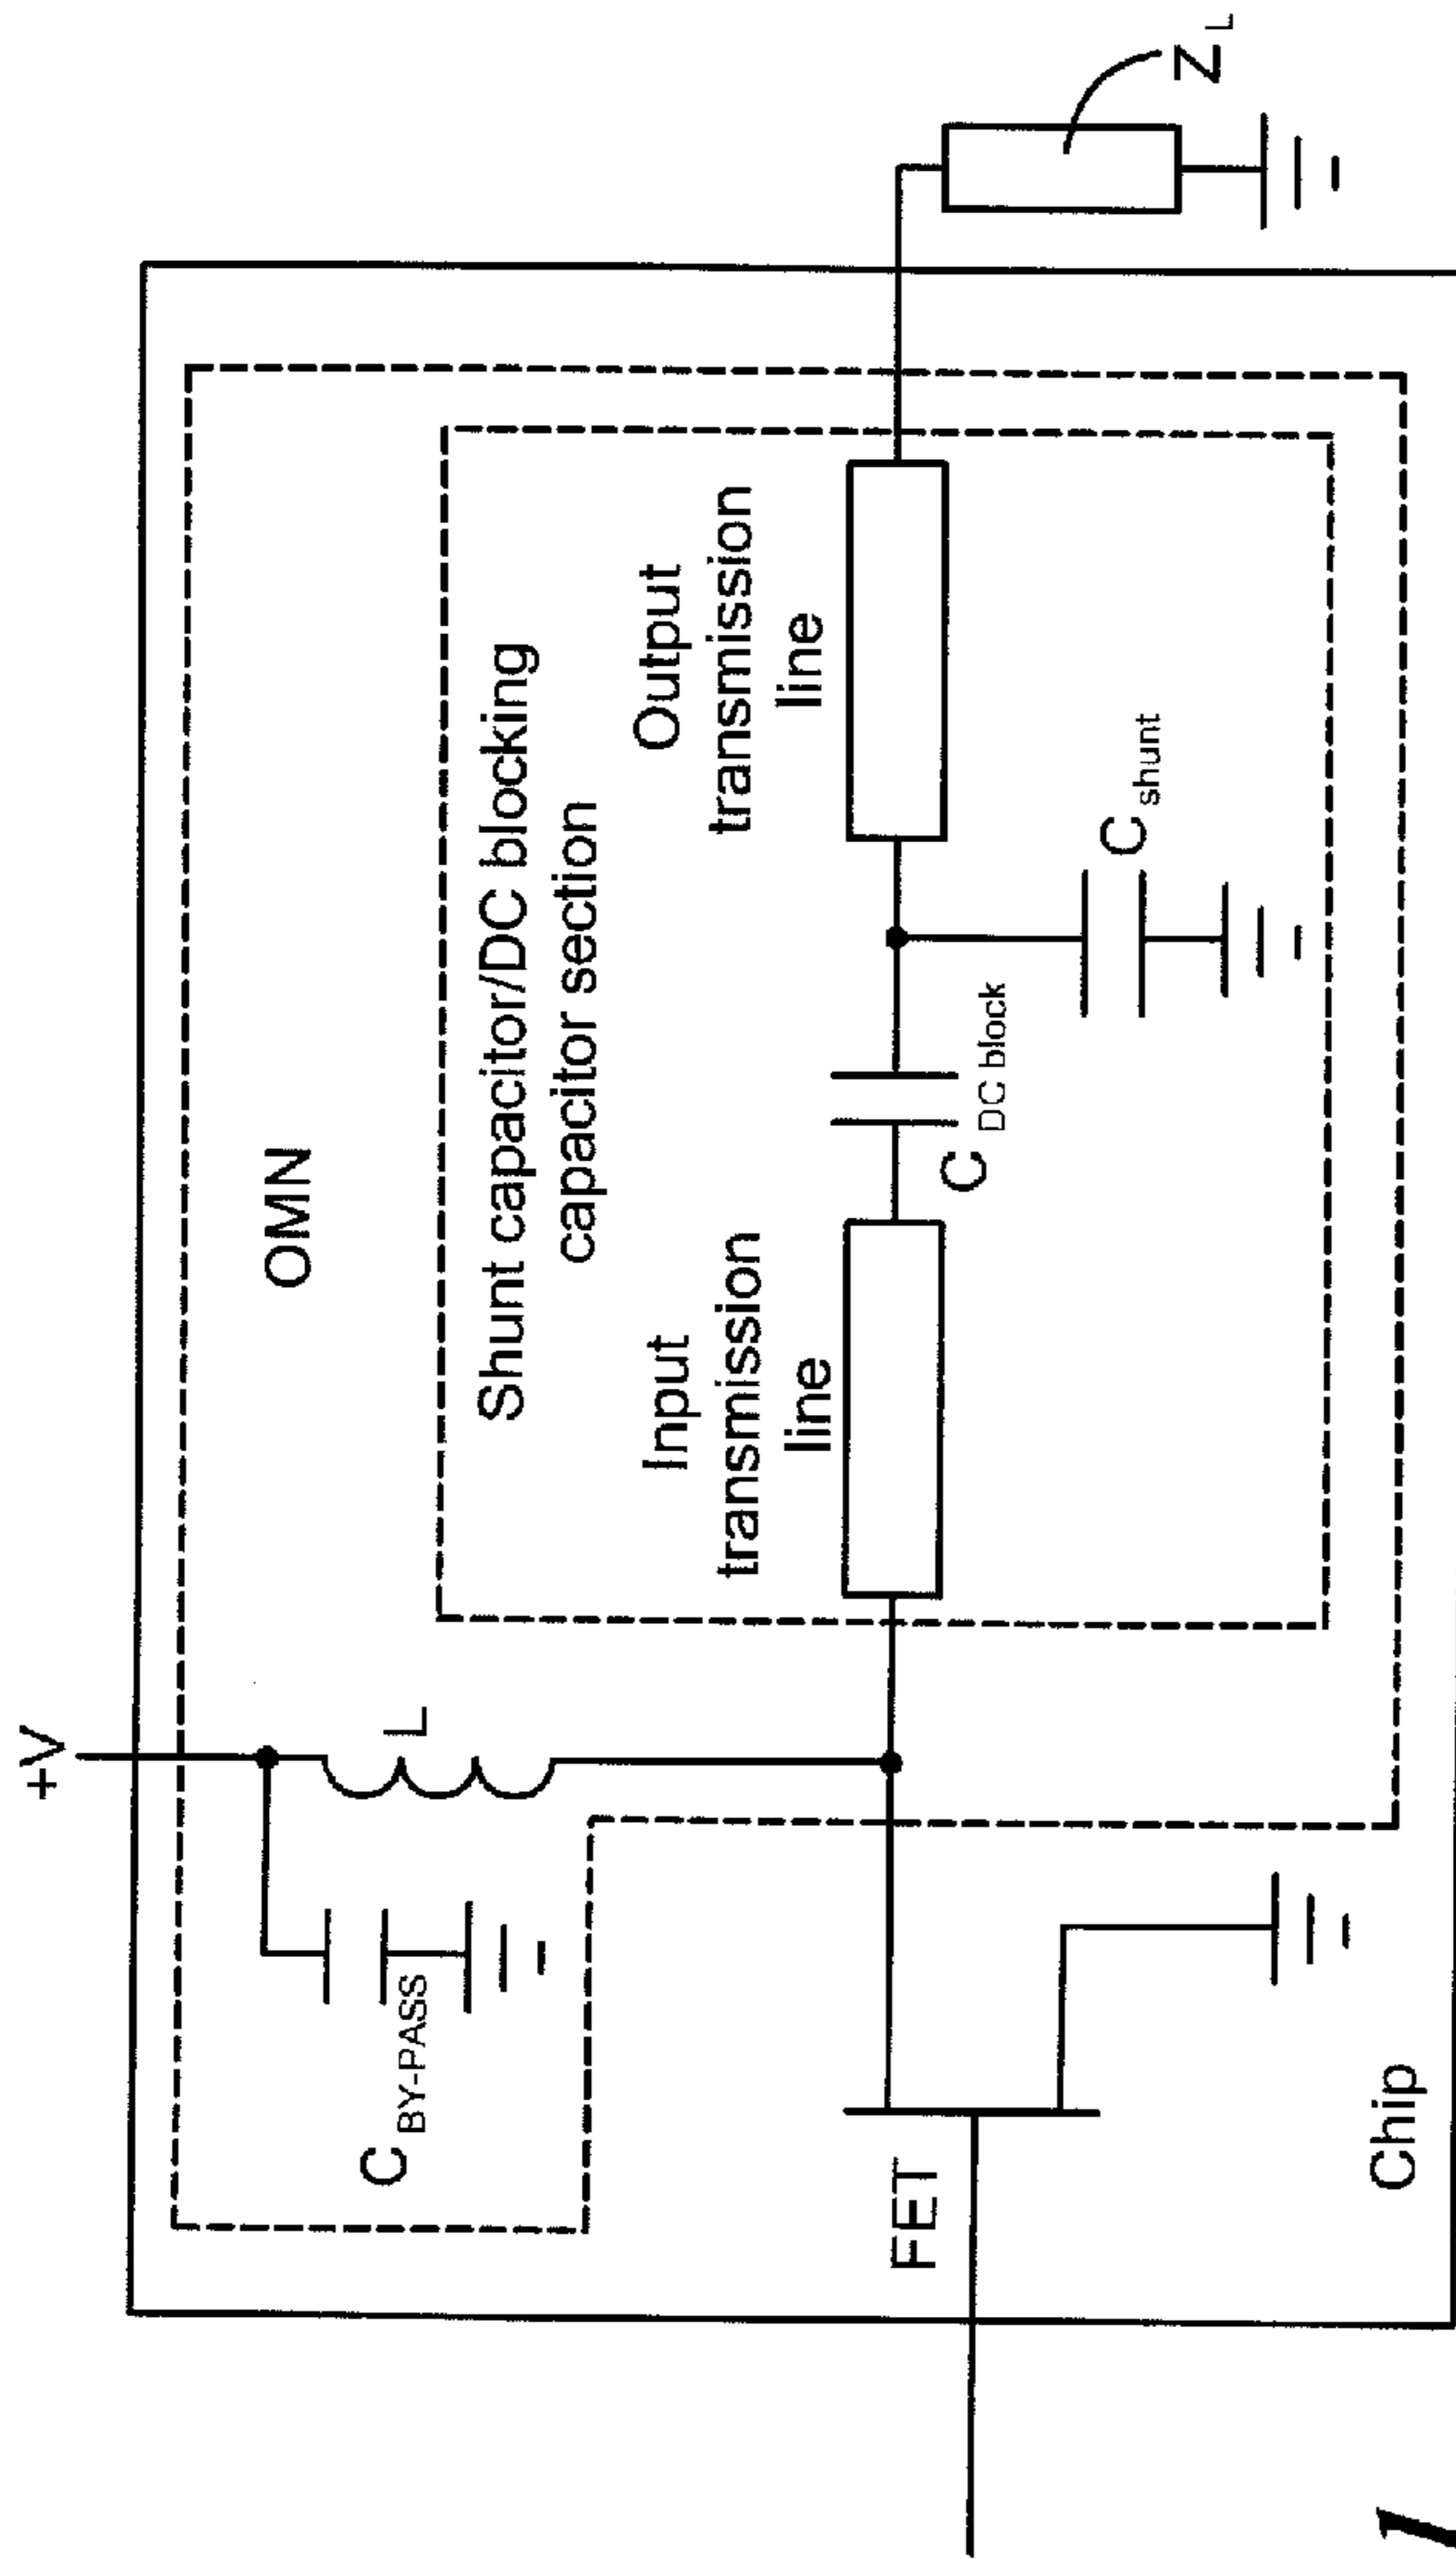 +V
OMN
C BY-PASS
L
Shunt capacitor/DC blocking
capacitor section
Input
transmission
line
Output
transmission
line
C DC block
C shunt
Z L
FET
Chip
1